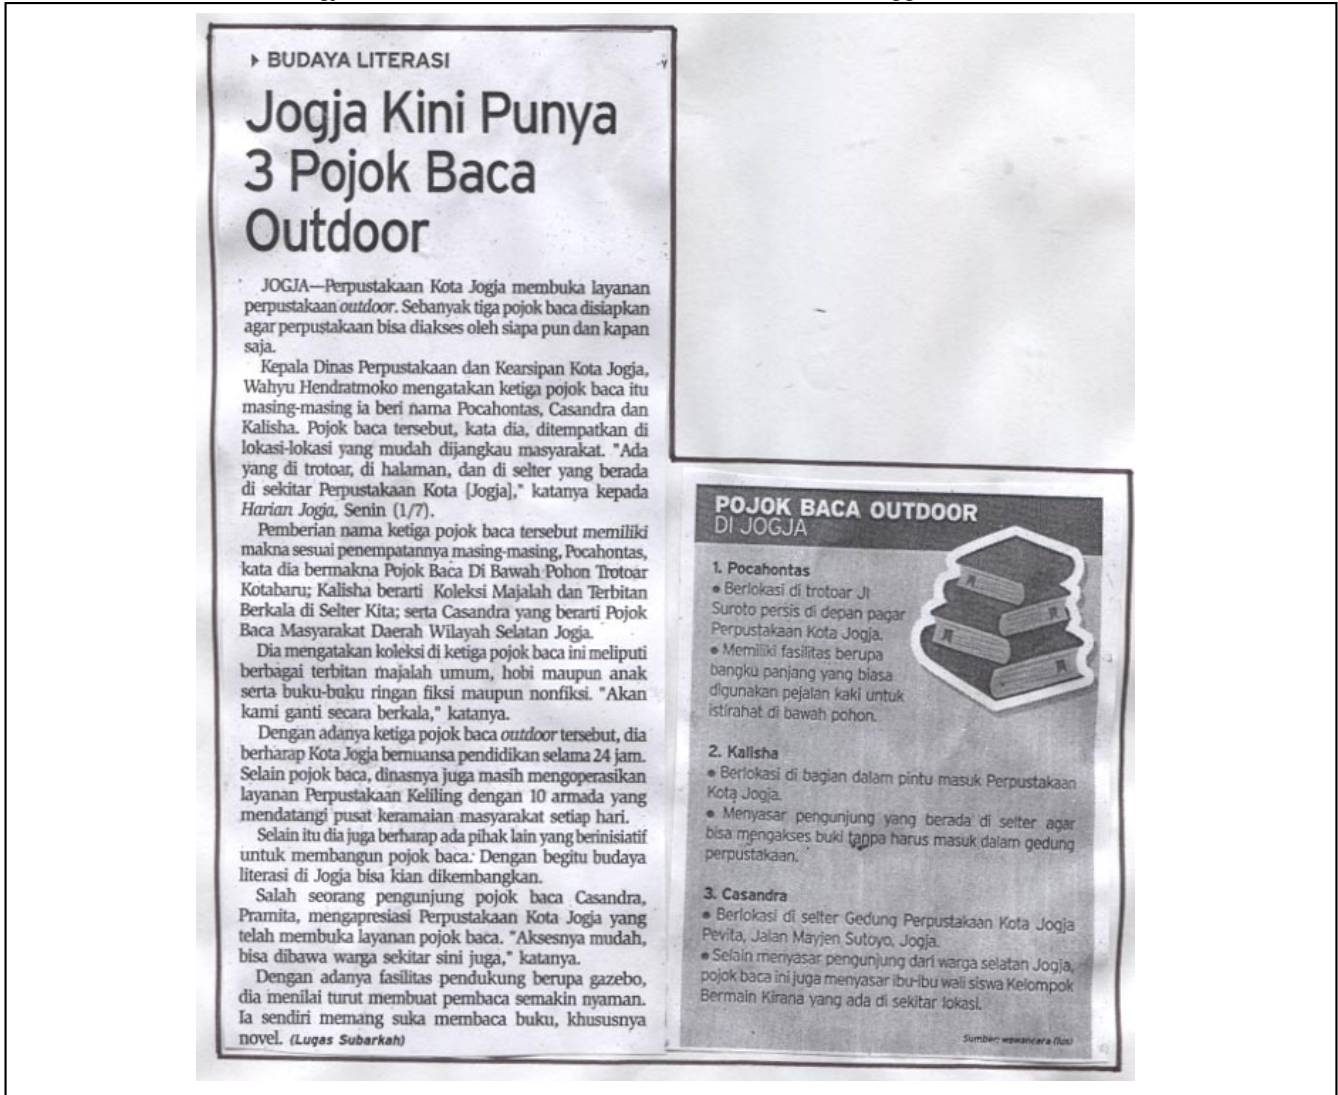 BUDAYA LITERASI
Jogja Kini Punya
3 Pojok Baca
Outdoor
JOGJA—Perpustakaan Kota Jogja membuka layanan
perpustakaan outdoor. Sebanyak tiga pojok baca disiapkan
agar perpustakaan bisa diakses oleh siapa pun dan kapan
saja.
Kepala Dinas Perpustakaan dan Kearsipan Kota Jogja,
Wahyu Hendratmoko mengatakan ketiga pojok baca itu
masing-masing ia beri nama Pocahontas, Casandra dan
Kalisha. Pojok baca tersebut, kata dia, ditempatkan di
lokasi-lokasi yang mudah dijangkau masyarakat. "Ada
yang di trotoar, di halaman, dan di selter yang berada
di sekitar Perpustakaan Kota [Jogja]," katanya kepada
Harian Jogja, Senin (1/7).
Pemberian nama ketiga pojok baca tersebut memiliki
makna sesuai penempatannya masing-masing, Pocahontas,
kata dia bermakna Pojok Baca Di Bawah Pohon Trotoar
Kotabaru; Kalisha berarti Koleksi Majalah dan Terbitan
Berkala di Selter Kita; serta Casandra yang berarti Pojok
Baca Masyarakat Daerah Wilayah Selatan Jogja.
Dia mengatakan koleksi di ketiga pojok baca ini meliputi
berbagai terbitan majalah umum, hobi maupun anak
serta buku-buku ringan fiksi maupun nonfiksi. "Akan
kami ganti secara berkala," katanya.
Dengan adanya ketiga pojok baca outdoor tersebut, dia
berharap Kota Jogja bernuansa pendidikan selama 24 jam.
Selain pojok baca, dinasnya juga masih mengoperasikan
layanan Perpustakaan Keliling dengan 10 armada yang
mendatangi pusat keramaian masyarakat setiap hari.
Selain itu dia juga berharap ada pihak lain yang berinisiatif
untuk membangun pojok baca. Dengan begitu budaya
literasi di Jogja bisa kian dikembangkan.
Salah seorang pengunjung pojok baca Casandra,
Pramita, mengapresiasi Perpustakaan Kota Jogja yang
telah membuka layanan pojok baca. "Aksesnya mudah,
bisa dibawa warga sekitar sini juga," katanya.
Dengan adanya fasilitas pendukung berupa gazebo,
dia menilai turut membuat pembaca semakin nyaman.
Ia sendiri memang suka membaca buku, khususnya
novel. (Lugas Subarkah)
POJOK BACA OUTDOOR
DI JOGJA
1. Pocahontas
• Berlokasi di trotoar Jl
Suroto persis di depan pagar
Perpustakaan Kota Jogja.
• Memiliki fasilitas berupa
bangku panjang yang biasa
digunakan pejalan kaki untuk
istirahat di bawah pohon.
2. Kalisha
• Berlokasi di bagian dalam pintu masuk Perpustakaan
Kota Jogja.
• Menyasar pengunjung yang berada di selter agar
bisa mengakses buki tanpa harus masuk dalam gedung
perpustakaan.
3. Casandra
• Berlokasi di selter Gedung Perpustakaan Kota Jogja
Pevita, Jalan Mayjen Sutoyo, Jogja.
• Selain menyasar pengunjung dari warga selatan Jogja,
pojok baca ini juga menyasar ibu-ibu wali siswa Kelompok
Bermain Kirana yang ada di sekitar lokasi.
Sumber: wawancara (lus)